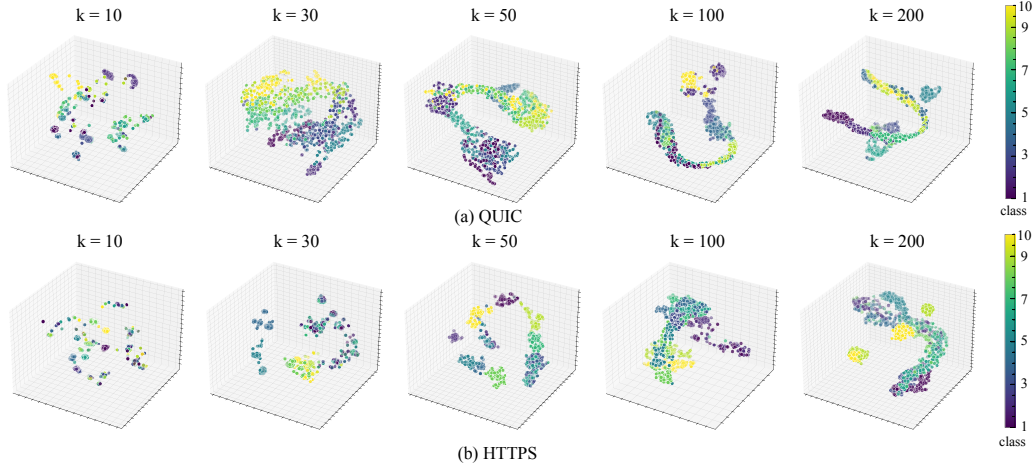 k = 10
k = 30
k = 50
k = 100
k = 200
10
9
7
5
3
1
class
(a) QUIC
k = 10
k = 30
k = 50
k = 100
k = 200
10
9
7
5
3
1
class
(b) HTTPS